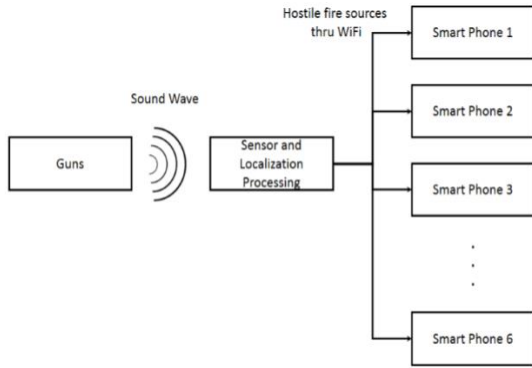 Hostile fire sources
thru WiFi
Smart Phone 1
Sound Wave
Smart Phone 2
Guns
Sensor and
Localization
Processing
Smart Phone 3
.
.
.
Smart Phone 6